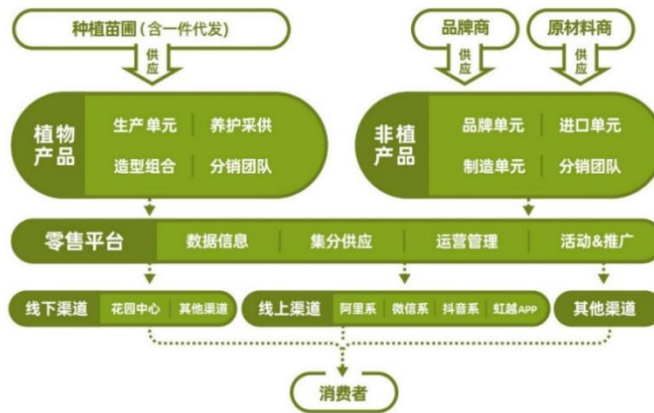 种植苗圃(含一件代发)
品牌商
原材料商
供应
供应
供应
植物产品
生产单元 养护采供
造型组合 分销团队
非植产品
品牌单元 进口单元
制造单元 分销团队
零售平台 数据信息 集分供应 运营管理 活动&推广
线下渠道 花园中心 其他渠道
线上渠道 阿里系 微信系 抖音系 虹越APP
其他渠道
消费者